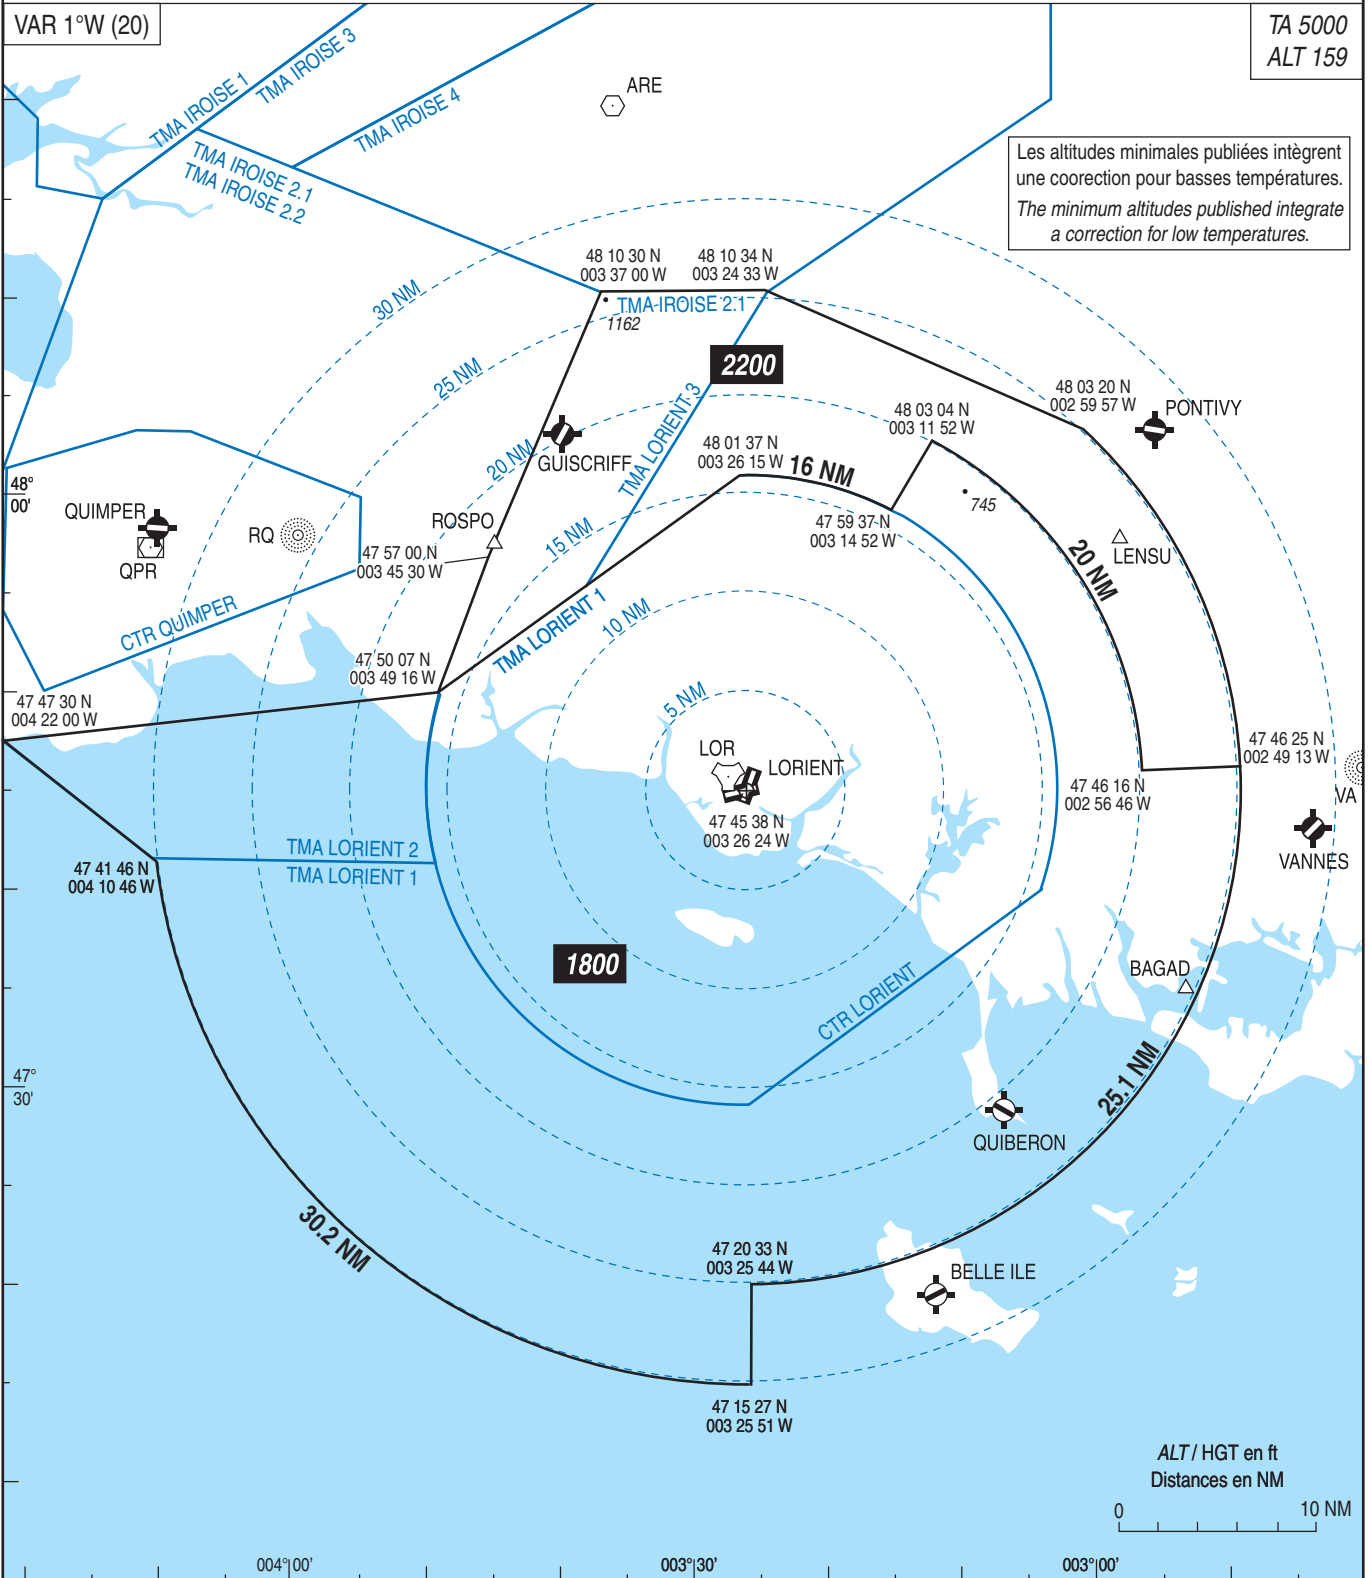 VAR 1°W (20)
TA 5000
ALT 159
TMA IROISE 1
TMA IROISE 3
TMA IROISE 4
ARE
TMA IROISE 2.1
TMA IROISE 2.2
Les altitudes minimales publiées intègrent
une coorection pour basses températures.
The minimum altitudes published integrate
a correction for low temperatures.
48 10 30 N
003 37 00 W
48 10 34 N
003 24 33 W
30 NM
TMA IROISE 2.1
1162
2200
25 NM
48 03 20 N
002 59 57 W
PONTIVY
48 03 04 N
003 11 52 W
TMA LORIENT 3
48 01 37 N
003 26 15 W
16 NM
20 NM
GUISCRIFF
48°
00'
745
QUIMPER
RQ
QPR
ROSPO
47 57 00 N
003 45 30 W
15 NM
47 59 37 N
003 14 52 W
LENSU
20 NM
CTR QUIMPER
10 NM
TMA LORIENT 1
47 50 07 N
003 49 16 W
47 47 30 N
004 22 00 W
5 NM
LOR
LORIENT
47 45 38 N
003 26 24 W
47 46 25 N
002 49 13 W
47 46 16 N
002 56 46 W
VA
VANNES
TMA LORIENT 2
TMA LORIENT 1
47 41 46 N
004 10 46 W
1800
BAGAD
CTR LORIENT
47°
30'
25.1 NM
QUIBERON
30.2 NM
47 20 33 N
003 25 44 W
BELLE ILE
47 15 27 N
003 25 51 W
ALT / HGT en ft
Distances en NM
0 10 NM
004°00'
003°30'
003°00'